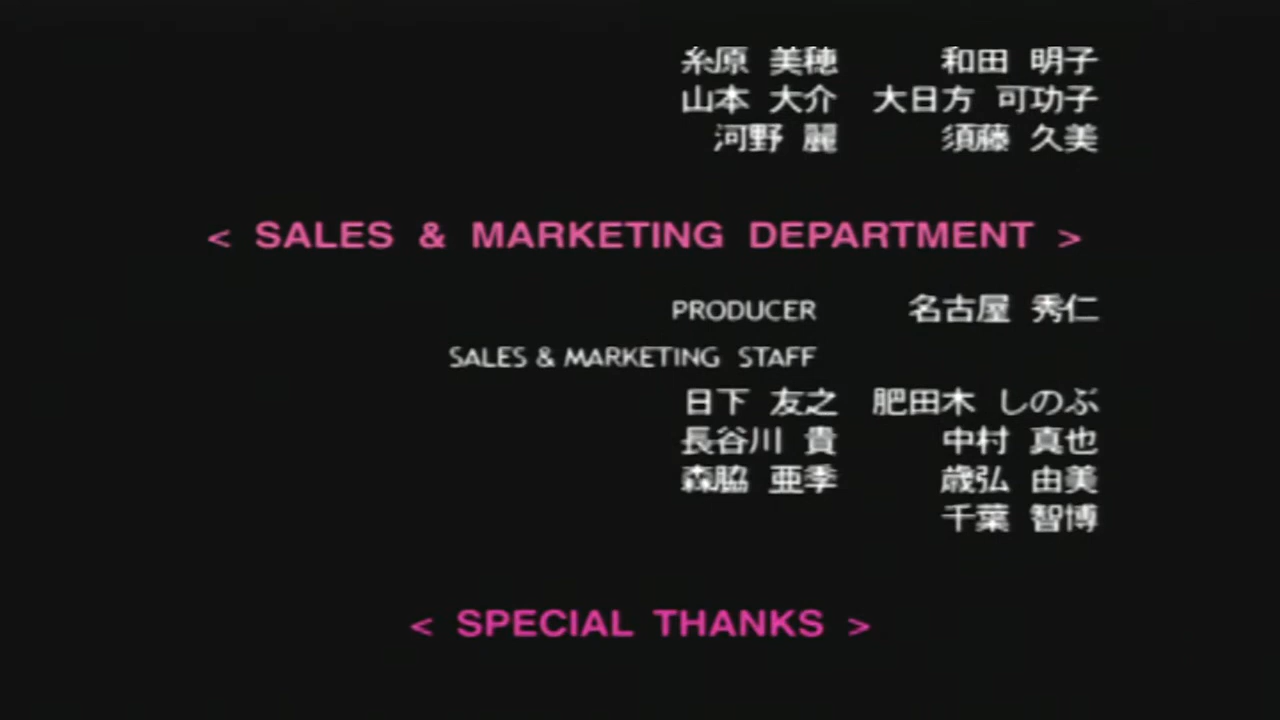 糸原 美穂 和田 明子
山本 大介 大日方 可功子
河野 麗 須藤 久美
< SALES & MARKETING DEPARTMENT >
PRODUCER 名古屋 秀仁
SALES & MARKETING STAFF
日下 友之 肥田木 しのぶ
長谷川 貴 中村 真也
森脇 亜季 歳弘 由美
千葉 智博
< SPECIAL THANKS >